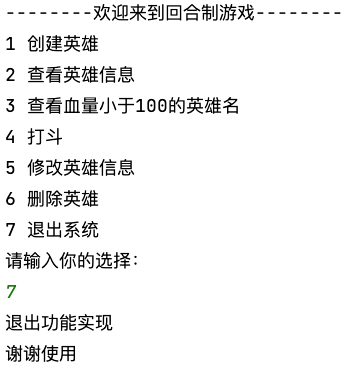 --------欢迎来到回合制游戏--------
1 创建英雄
2 查看英雄信息
3 查看血量小于100的英雄名
4 打斗
5 修改英雄信息
6 删除英雄
7 退出系统
请输入你的选择：
7
退出功能实现
谢谢使用